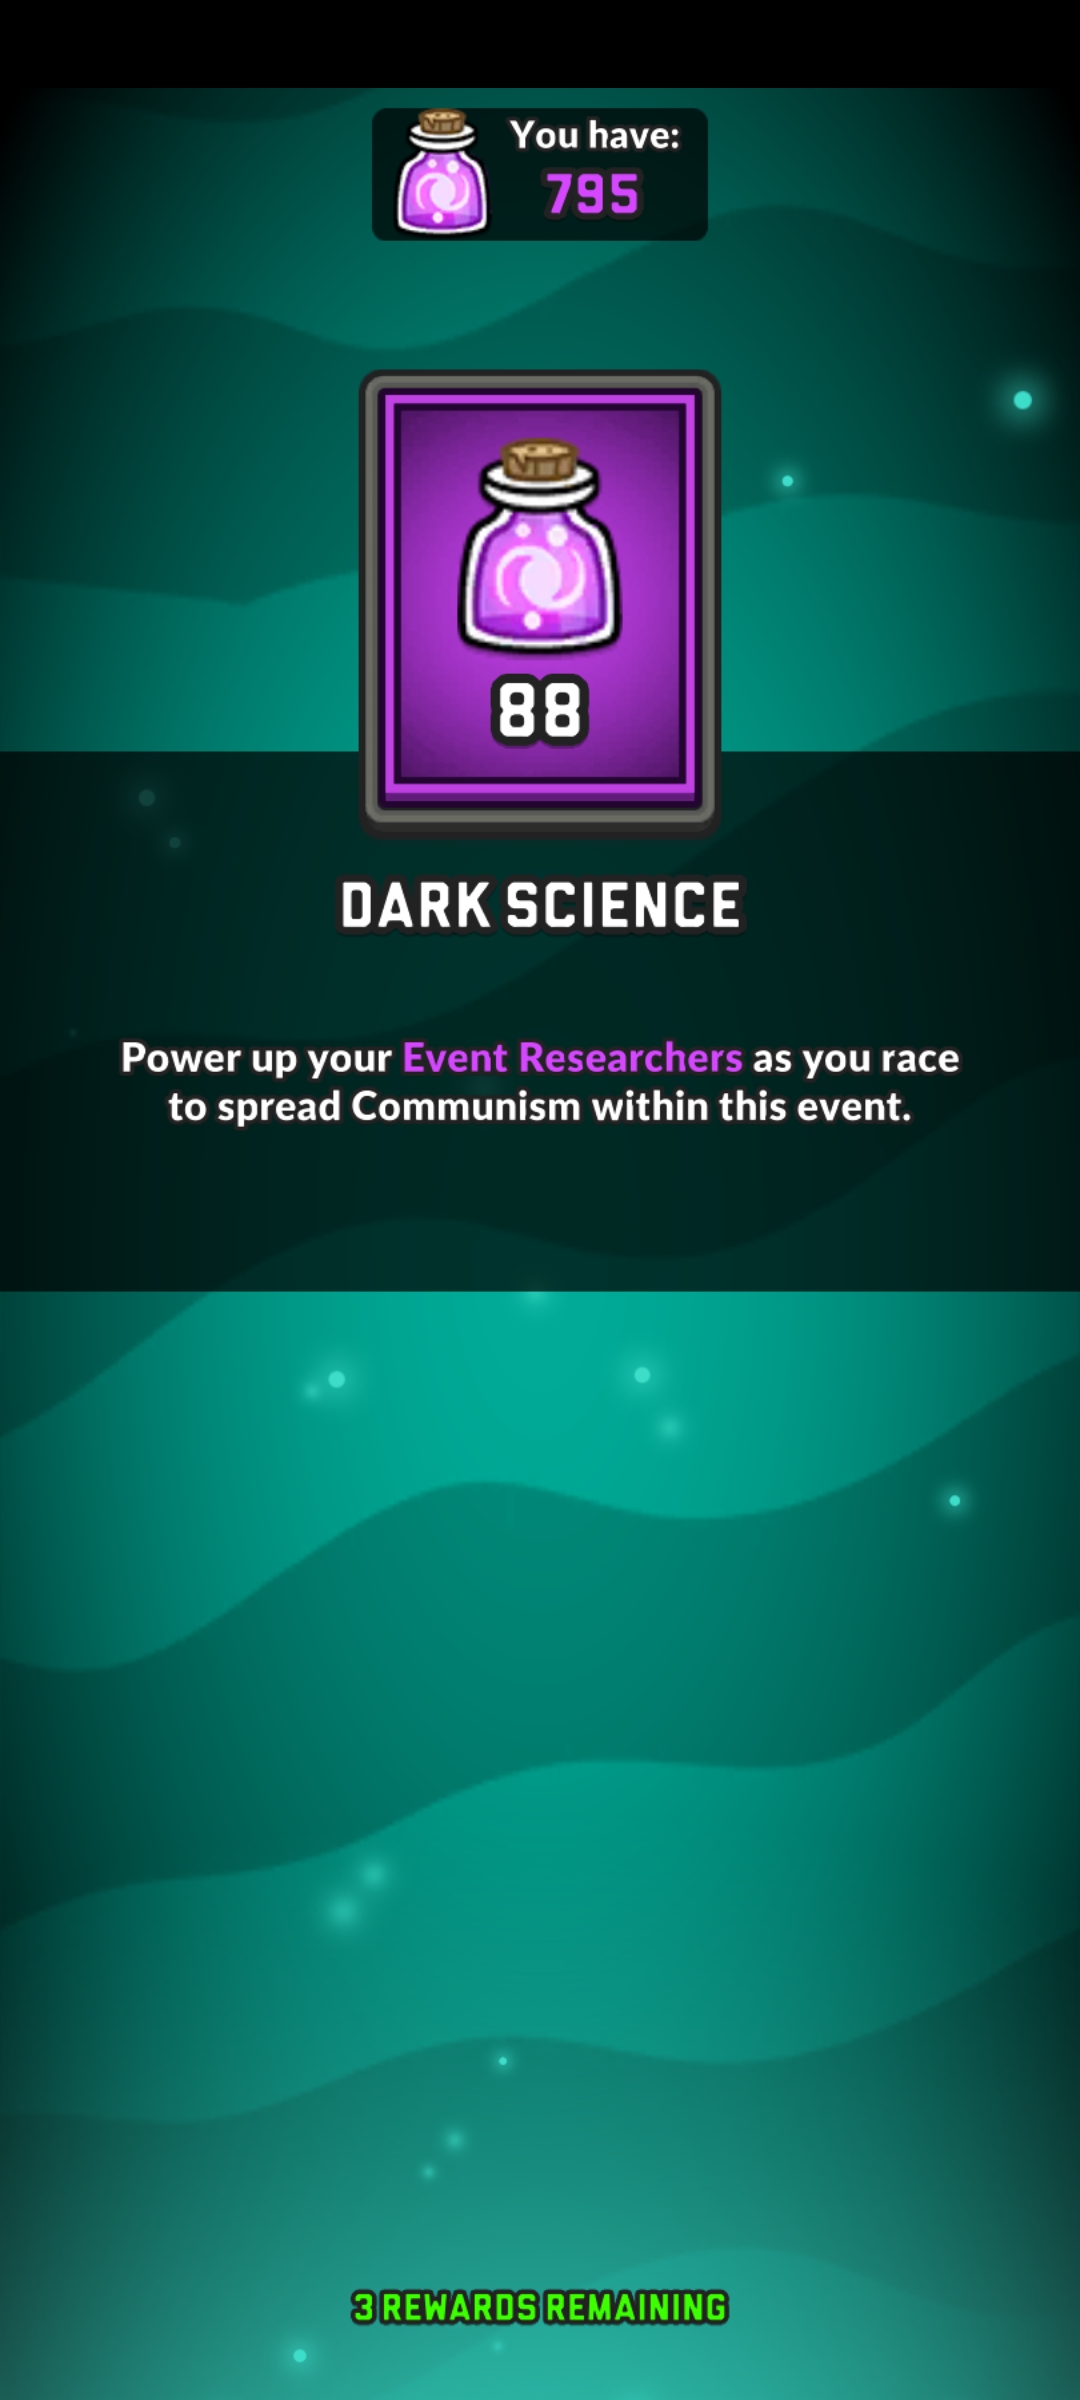 You have:
795
88
DARK SCIENCE
Power up your Event Researchers as you race
to spread Communism within this event.
3 REWARDS REMAINING